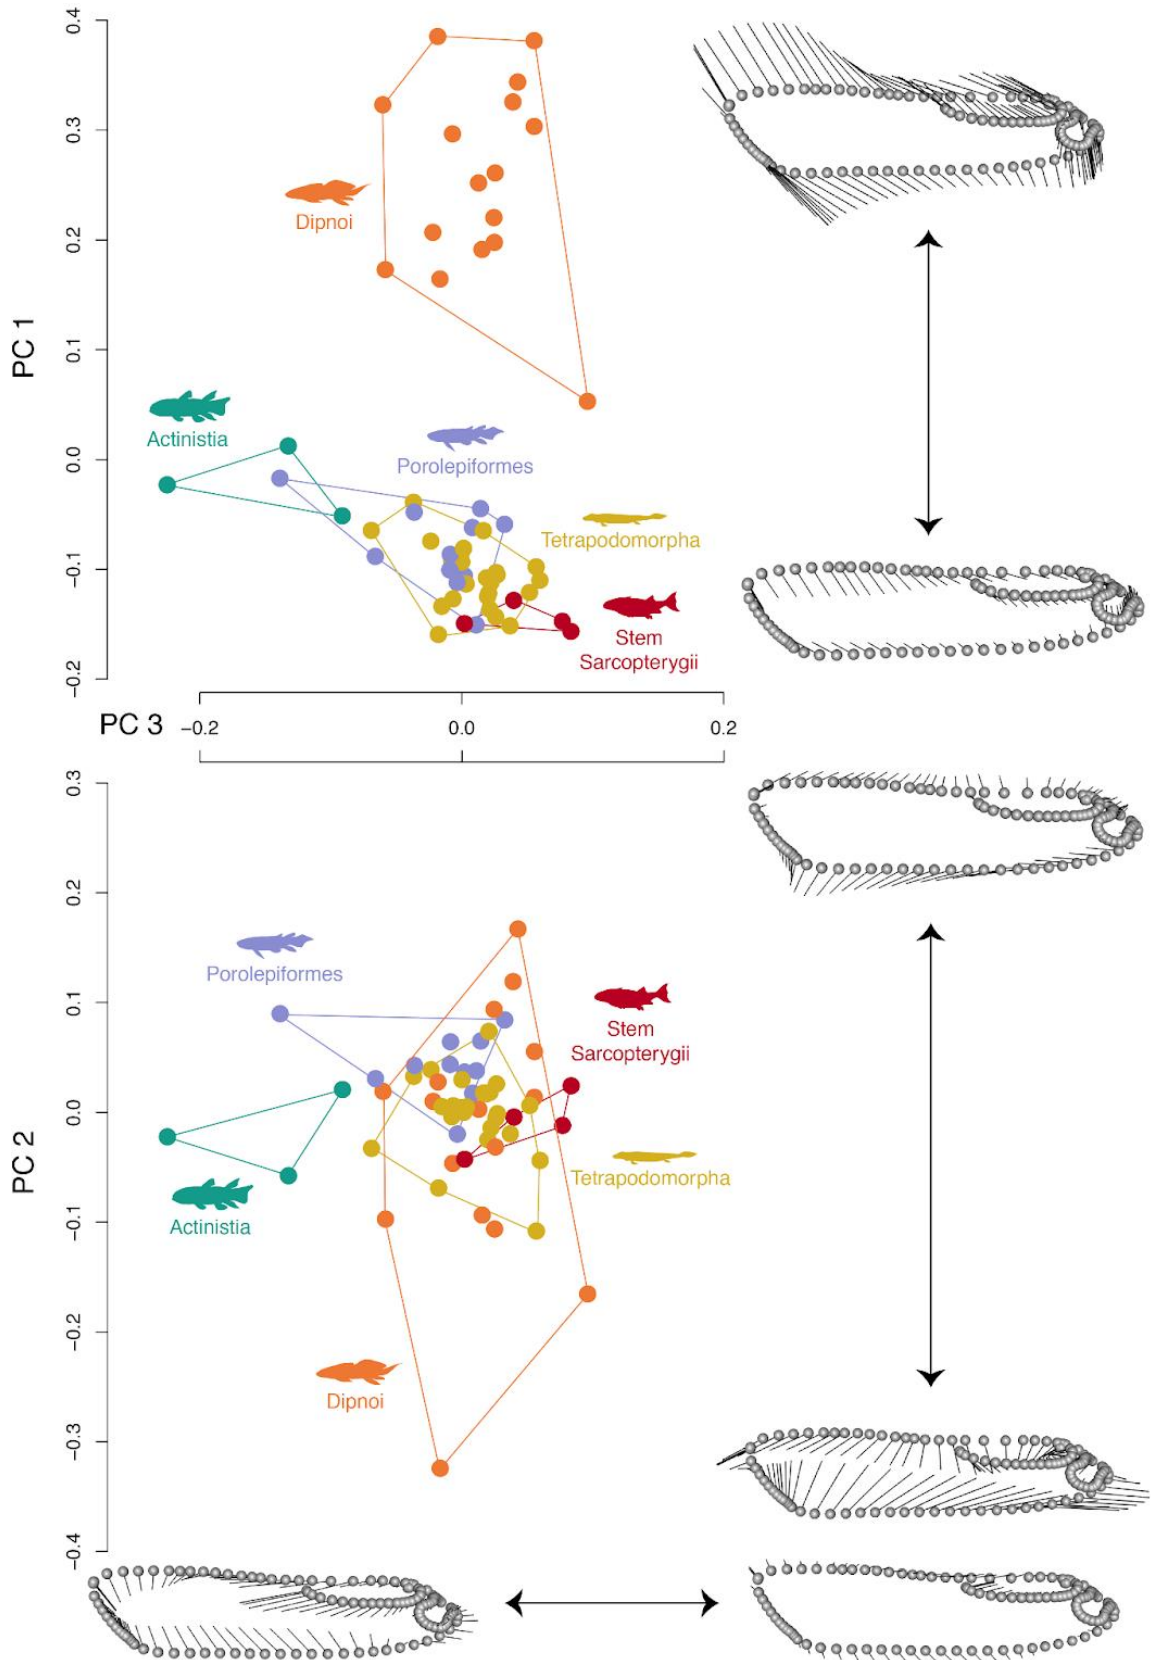 0.4
0.3
0.2
0.1
0.0
−0.1
−0.2
PC 1
Dipnoi
Actinistia
Porolepiformes
Tetrapodomorpha
Stem
Sarcopterygii
PC 3
−0.2
0.0
0.2
0.3
0.2
0.1
0.0
−0.1
−0.2
−0.3
−0.4
PC 2
Porolepiformes
Stem
Sarcopterygii
Tetrapodomorpha
Actinistia
Dipnoi